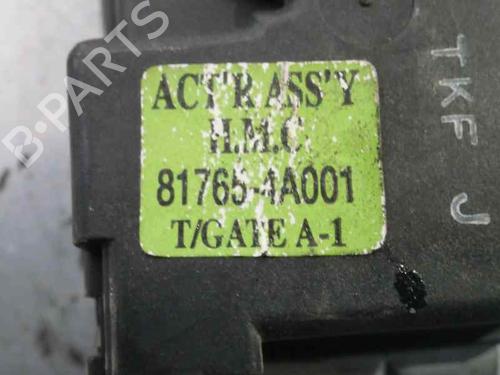 ACT'R ASS'Y
H.M.C
81765-4A001
T/GATE A-1
TKF J
B-PARTS